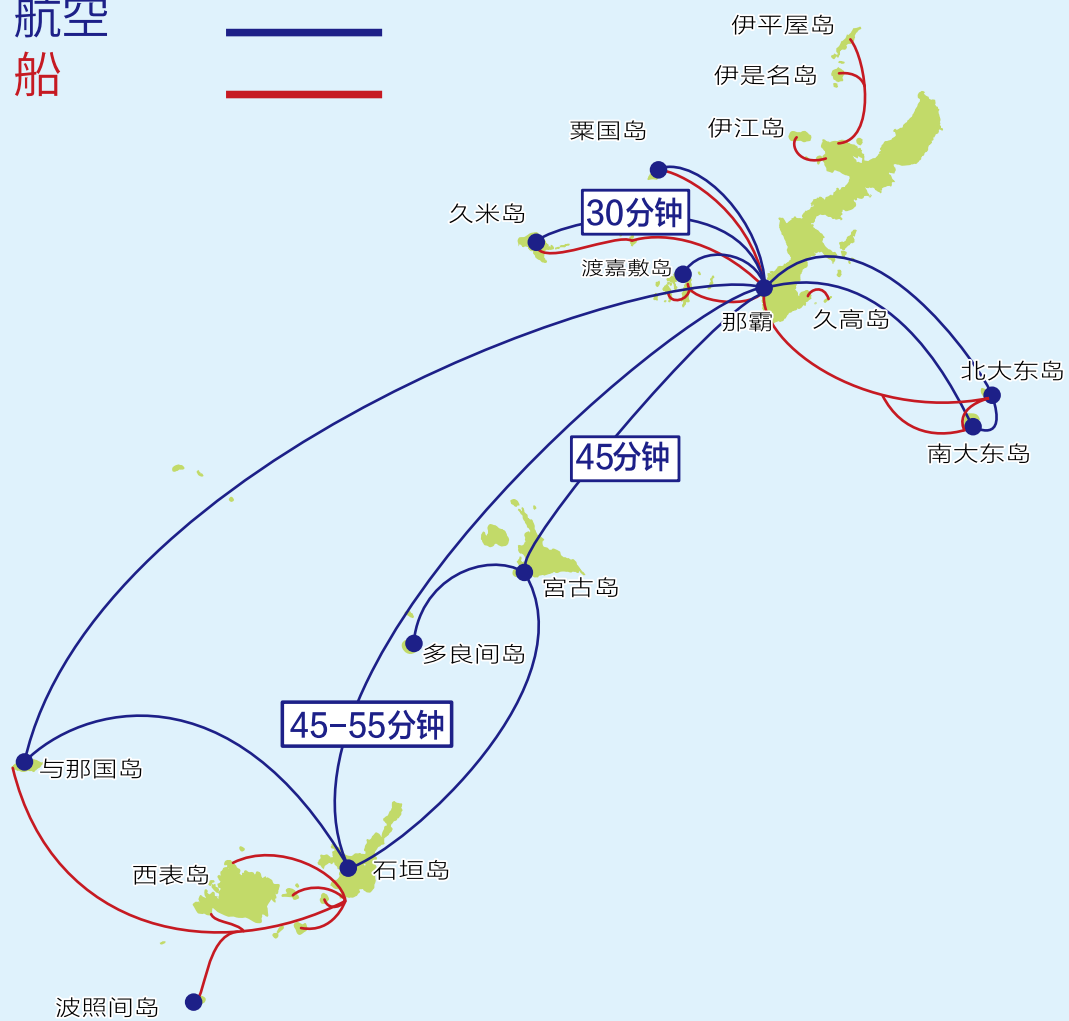 航空
船
伊平屋岛
伊是名岛
伊江岛
粟国岛
久米岛
30分钟
渡嘉敷岛
那霸
久高岛
北大东岛
南大东岛
45分钟
宫古岛
多良间岛
45-55分钟
与那国岛
西表岛
石垣岛
波照间岛